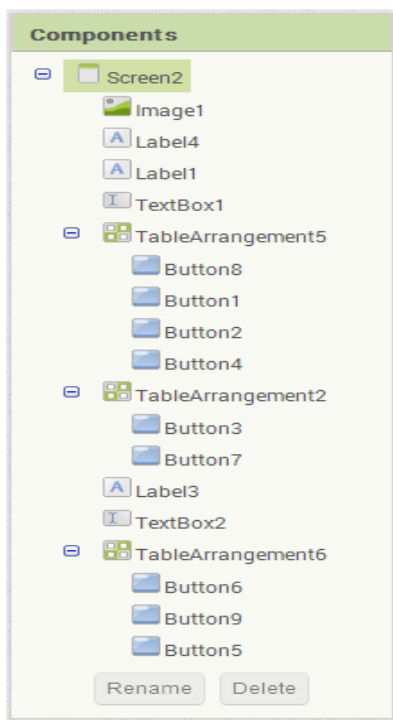 Components
Screen2
Image1
Label4
Label1
TextBox1
TableArrangement5
Button8
Button1
Button2
Button4
TableArrangement2
Button3
Button7
Label3
TextBox2
TableArrangement6
Button6
Button9
Button5
Rename Delete